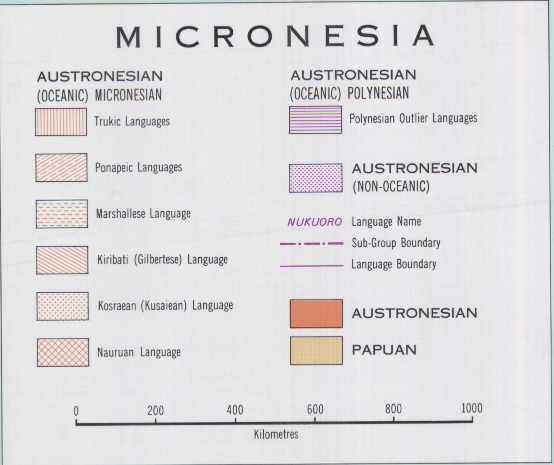 MICRONESIA
AUSTRONESIAN
(OCEANIC) MICRONESIAN
Trukic Languages
Ponapeic Languages
Marshallese Language
Kiribati (Gilbertese) Language
Kosraean (Kusaiean) Language
Nauruan Language
AUSTRONESIAN
(OCEANIC) POLYNESIAN
Polynesian Outlier Languages
AUSTRONESIAN
(NON-OCEANIC)
NUKUORO Language Name
Sub-Group Boundary
Language Boundary
AUSTRONESIAN
PAPUAN
0 200 400 600 800 1000
Kilometres